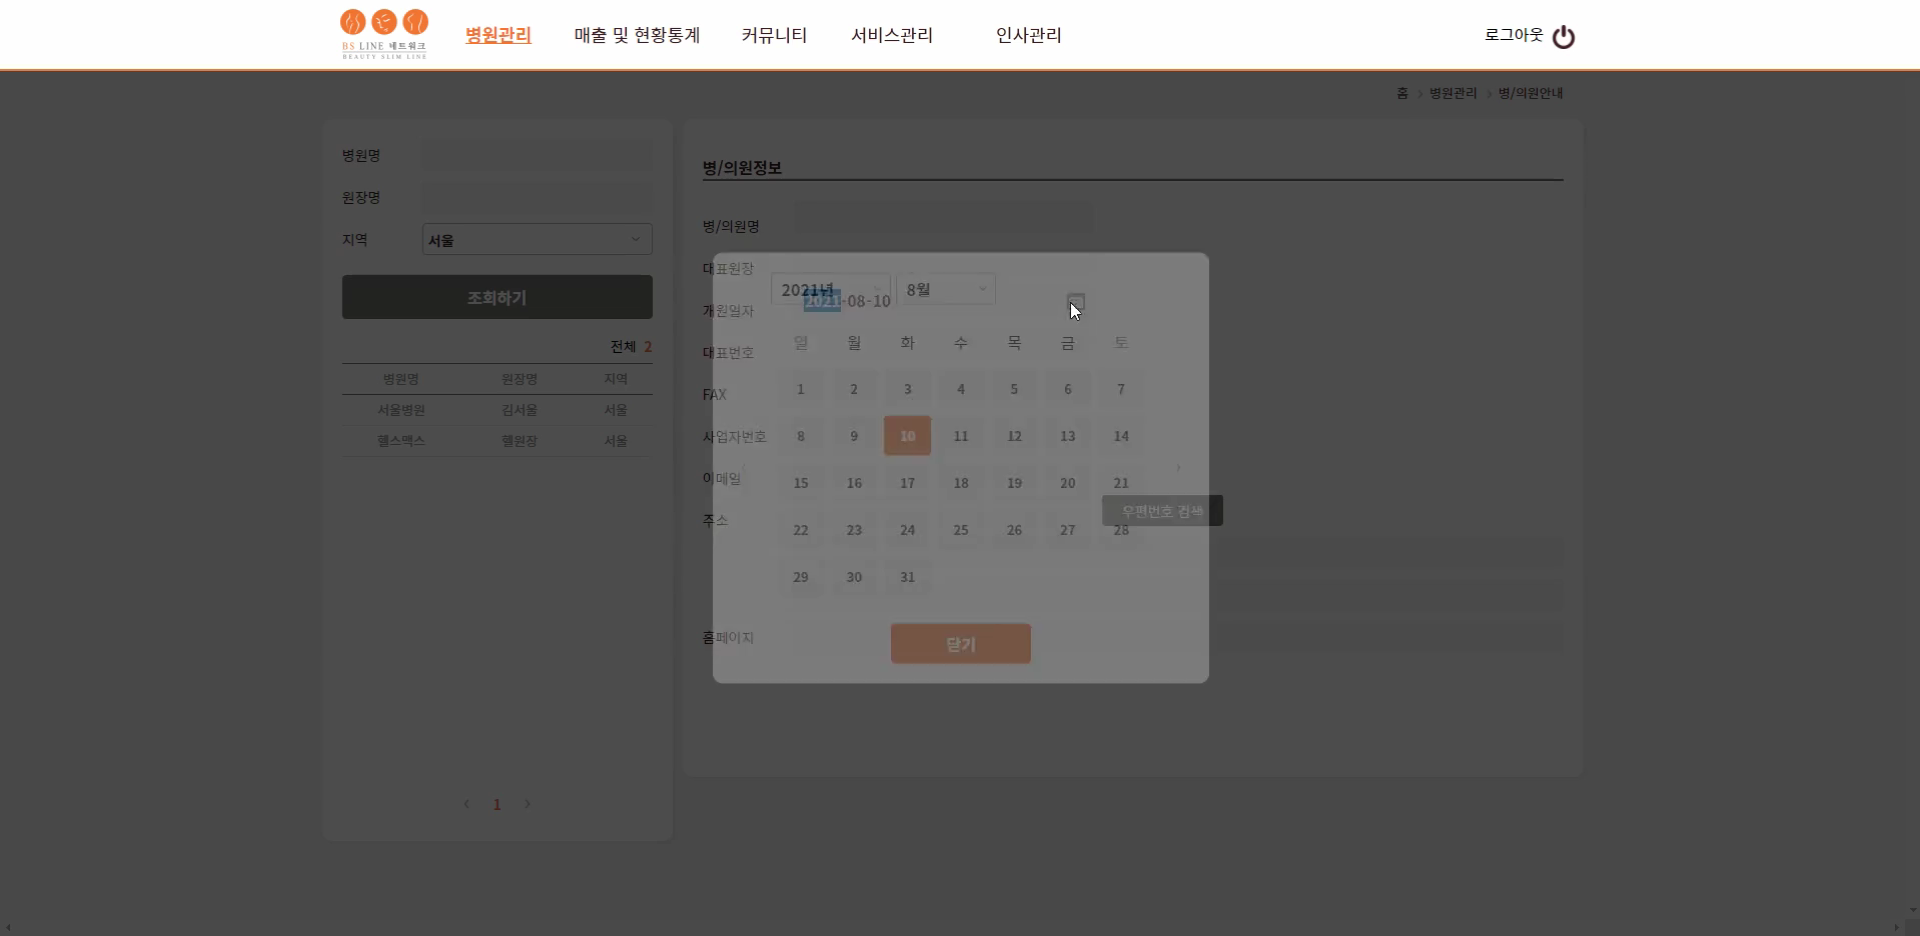 BS LINE 네트워크
BEAUTY SLIM LINE
병원관리
매출 및 현황통계
커뮤니티
서비스관리
인사관리
로그아웃
홈 > 병원관리 > 병/의원안내
병원명
원장명
지역
서울
조회하기
전체 2
병원명 원장명 지역
서울병원 김서울 서울
헬스맥스 헬원장 서울
< 1 >
병/의원정보
병/의원명
대표원장
개원일자
2021-08-10
대표번호
FAX
사업자번호
이메일
주소
우편번호 검색
홈페이지
2021년 8월
일 월 화 수 목 금 토
1 2 3 4 5 6 7
8 9 10 11 12 13 14
15 16 17 18 19 20 21
22 23 24 25 26 27 28
29 30 31
닫기